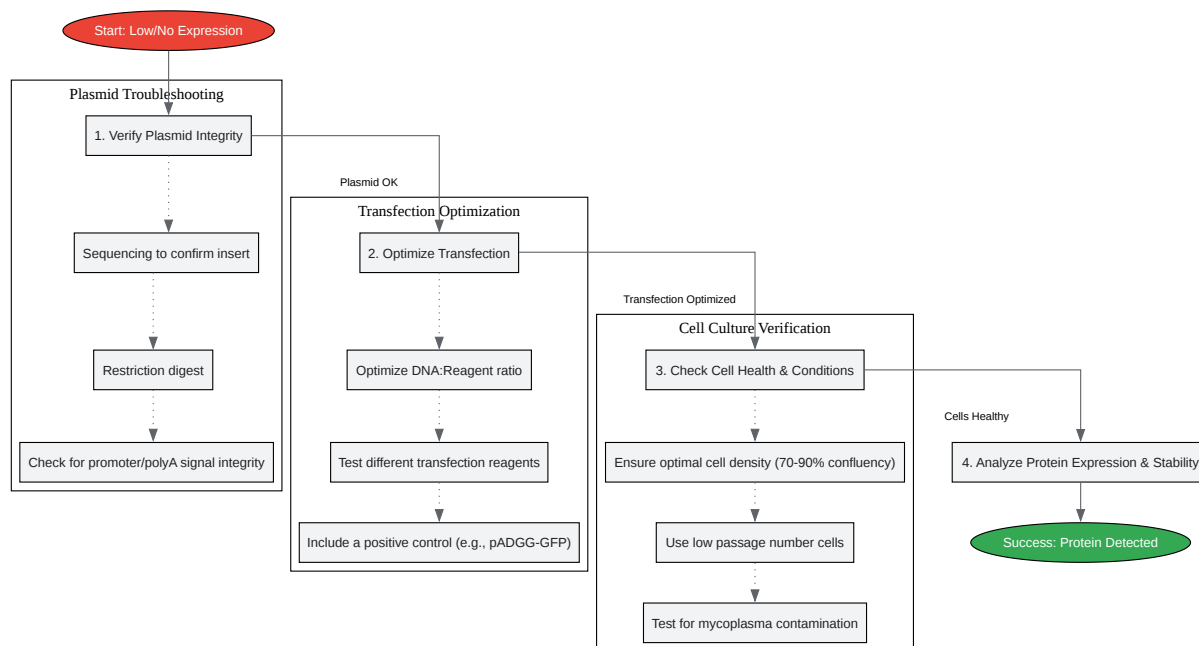 Start: Low/No Expression
Plasmid Troubleshooting
1. Verify Plasmid Integrity
Sequencing to confirm insert
Restriction digest
Check for promoter/polyA signal integrity
Plasmid OK
Transfection Optimization
2. Optimize Transfection
Optimize DNA:Reagent ratio
Test different transfection reagents
Include a positive control (e.g., pADGG-GFP)
Transfection Optimized
Cell Culture Verification
3. Check Cell Health & Conditions
Ensure optimal cell density (70-90% confluency)
Use low passage number cells
Test for mycoplasma contamination
Cells Healthy
4. Analyze Protein Expression & Stability
Success: Protein Detected